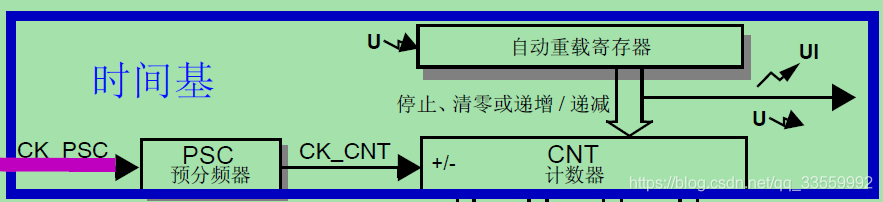 U
自动重载寄存器
UI
时间基
停止、清零或递增 / 递减
U
CK_PSC
PSC
预分频器
CK_CNT
+/-
CNT
计数器
https://blog.csdn.net/qq_33559992